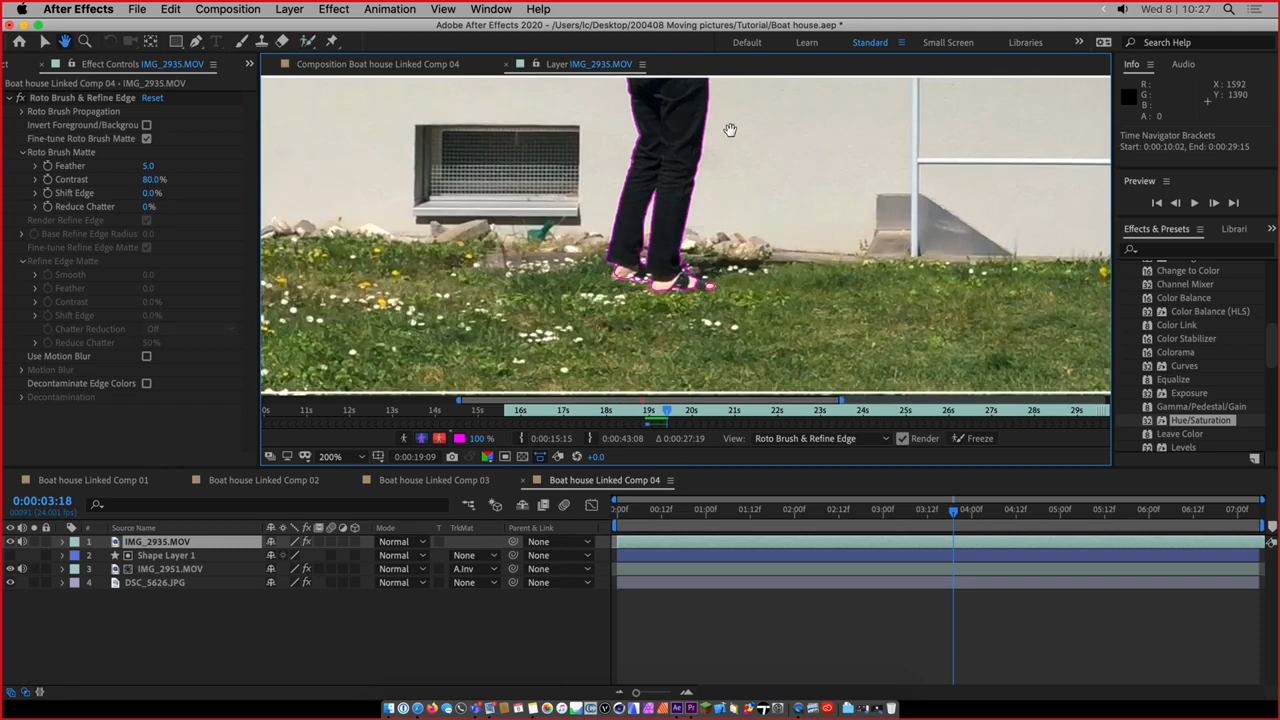 After Effects File Edit Composition Layer Effect Animation View Window Help Wed 8 | 10:27
Adobe After Effects 2020 - /Users/lc/Desktop/200408 Moving pictures/Tutorial/Boat house.aep *
Default Learn Standard Small Screen Libraries Search Help
Effect Controls IMG_2935.MOV Composition Boat house Linked Comp 04 Layer IMG_2935.MOV Info Audio
Boat house Linked Comp 04 • IMG_2935.MOV
Roto Brush & Refine Edge Reset
Roto Brush Propagation
Invert Foreground/Backgrou
Fine-tune Roto Brush Matte
Roto Brush Matte
Feather 5.0
Contrast 80.0%
Shift Edge 0.0%
Reduce Chatter 0%
Render Refine Edge
Base Refine Edge Radius 0.0
Fine-tune Refine Edge Matte
Refine Edge Matte
Smooth 0.0
Feather 0.0
Contrast 0.0%
Shift Edge 0.0%
Chatter Reduction Off
Reduce Chatter 50%
Use Motion Blur
Motion Blur
Decontaminate Edge Colors
Decontamination
R :
G :
B :
A : 0
X : 1592
Y : 1390
Time Navigator Brackets
Start: 0:00:10:02, End: 0:00:29:15
Preview
Effects & Presets Librari
Change to Color
Channel Mixer
Color Balance
Color Balance (HLS)
Color Link
Color Stabilizer
Colorama
Curves
Equalize
Exposure
Gamma/Pedestal/Gain
Hue/Saturation
Leave Color
Levels
0s 11s 12s 13s 14s 15s 16s 17s 18s 19s 20s 21s 22s 23s 24s 25s 26s 27s 28s 29s
100 % 0:00:15:15 0:00:43:08 Δ 0:00:27:19 View: Roto Brush & Refine Edge Render Freeze
200% 0:00:19:09 +0.0
Boat house Linked Comp 01 Boat house Linked Comp 02 Boat house Linked Comp 03 Boat house Linked Comp 04
0:00:03:18
00091 (24.001 fps)
:00f 00:12f 01:00f 01:12f 02:00f 02:12f 03:00f 03:12f 04:00f 04:12f 05:00f 05:12f 06:00f 06:12f 07:00f
# Source Name Mode T TrkMat Parent & Link
1 IMG_2935.MOV Normal None
2 Shape Layer 1 Normal None None
3 IMG_2951.MOV Normal A.Inv None
4 DSC_5626.JPG Normal None None